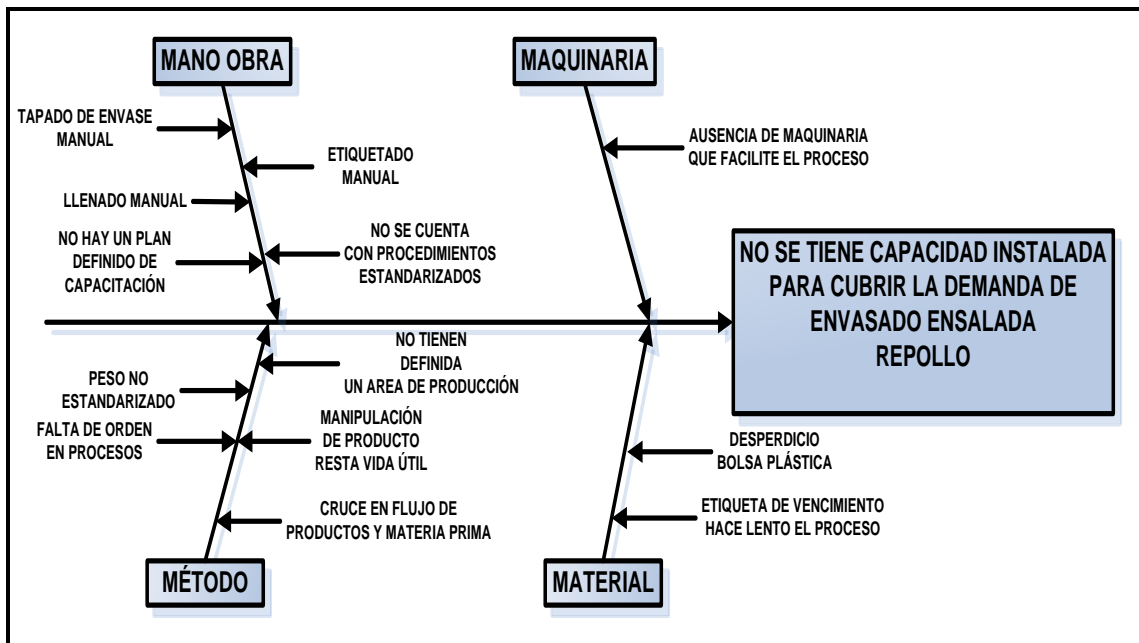 MANO OBRA
MAQUINARIA
TAPADO DE ENVASE
MANUAL
ETIQUETADO
MANUAL
LLENADO MANUAL
NO HAY UN PLAN
DEFINIDO DE
CAPACITACIÓN
NO SE CUENTA
CON PROCEDIMIENTOS
ESTANDARIZADOS
AUSENCIA DE MAQUINARIA
QUE FACILITE EL PROCESO
NO SE TIENE CAPACIDAD INSTALADA
PARA CUBRIR LA DEMANDA DE
ENVASADO ENSALADA
REPOLLO
NO TIENEN
DEFINIDA
UN AREA DE PRODUCCIÓN
PESO NO
ESTANDARIZADO
FALTA DE ORDEN
EN PROCESOS
MANIPULACIÓN
DE PRODUCTO
RESTA VIDA ÚTIL
CRUCE EN FLUJO DE
PRODUCTOS Y MATERIA PRIMA
DESPERDICIO
BOLSA PLÁSTICA
ETIQUETA DE VENCIMIENTO
HACE LENTO EL PROCESO
MÉTODO
MATERIAL